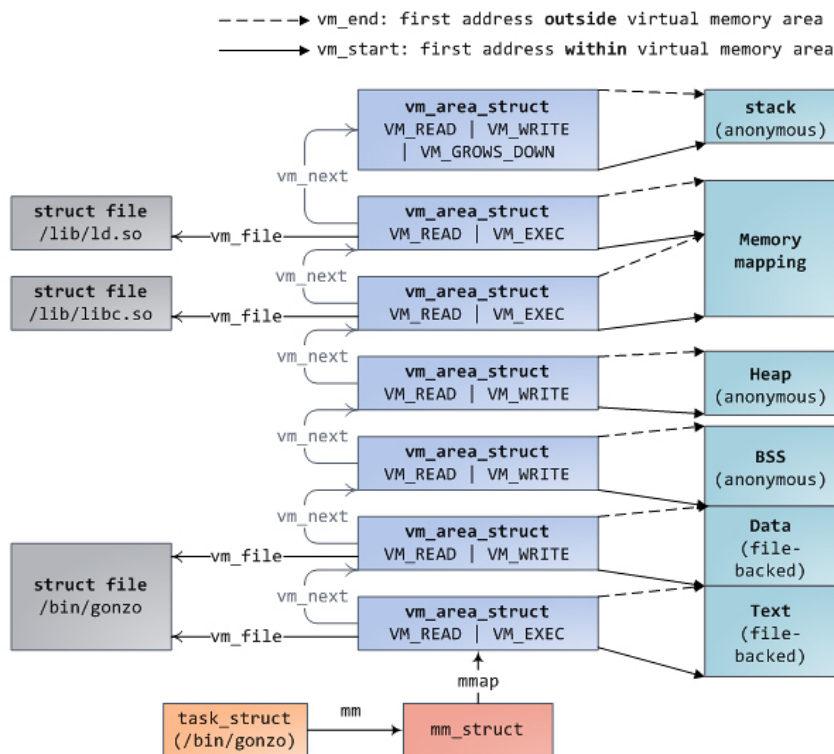 vm_end: first address outside virtual memory area
vm_start: first address within virtual memory area
vm_area_struct
VM_READ | VM_WRITE
| VM_GROWS_DOWN
stack
(anonymous)
vm_next
struct file
/lib/ld.so
vm_file
vm_area_struct
VM_READ | VM_EXEC
Memory
mapping
vm_next
struct file
/lib/libc.so
vm_file
vm_area_struct
VM_READ | VM_EXEC
vm_next
vm_area_struct
VM_READ | VM_WRITE
Heap
(anonymous)
vm_next
vm_area_struct
VM_READ | VM_WRITE
BSS
(anonymous)
vm_next
vm_file
vm_area_struct
VM_READ | VM_WRITE
Data
(file-
backed)
struct file
/bin/gonzo
vm_next
vm_file
vm_area_struct
VM_READ | VM_EXEC
Text
(file-
backed)
mmap
task_struct
(/bin/gonzo)
mm
mm_struct